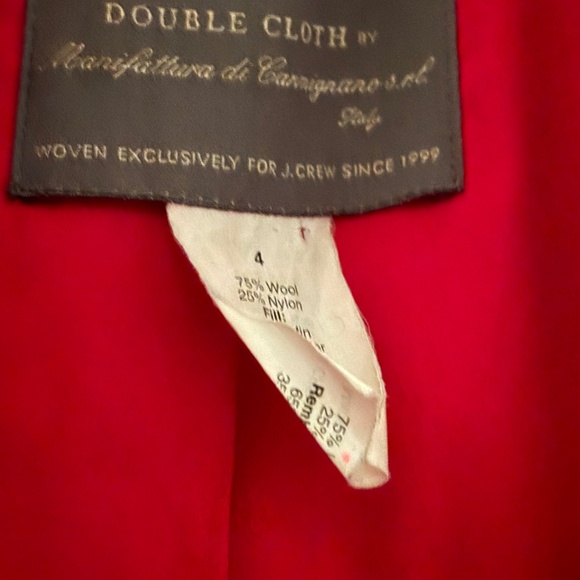 DOUBLE CLOTH BY
Manifattura di Carmignano s.r.l.
Italy
WOVEN EXCLUSIVELY FOR J.CREW SINCE 1999
4
75% Wool
25% Nylon
Fill:
75%
25%